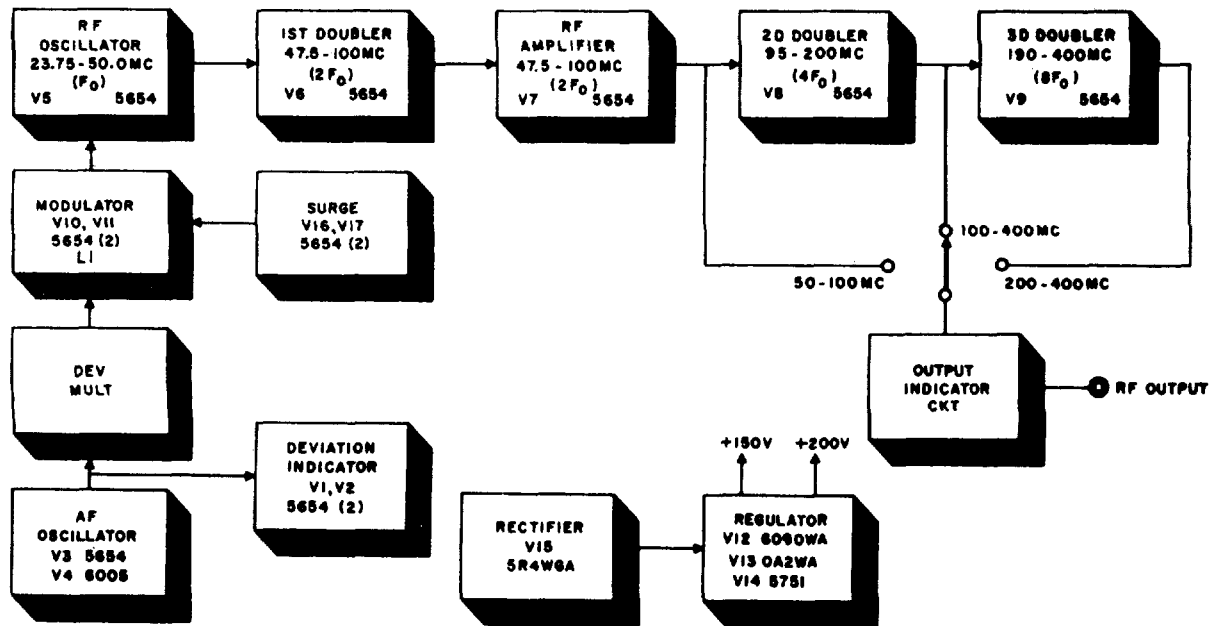 RF
OSCILLATOR
23.75-50.0MC
(F0)
V5 5654
1ST DOUBLER
47.5-100MC
(2F0)
V6 5654
RF
AMPLIFIER
47.5-100MC
(2F0)
V7 5654
2D DOUBLER
95-200MC
(4F0)
V8 5654
3D DOUBLER
190-400MC
(8F0)
V9 5654
MODULATOR
V10, V11
5654 (2)
L1
SURGE
V16, V17
5654 (2)
100-400MC
50-100MC
200-400MC
DEV
MULT
OUTPUT
INDICATOR
CKT
RF OUTPUT
DEVIATION
INDICATOR
V1, V2
5654 (2)
+150V
+200V
AF
OSCILLATOR
V3 5654
V4 6005
RECTIFIER
V15
5R4WGA
REGULATOR
V12 6080WA
V13 0A2WA
V14 5751